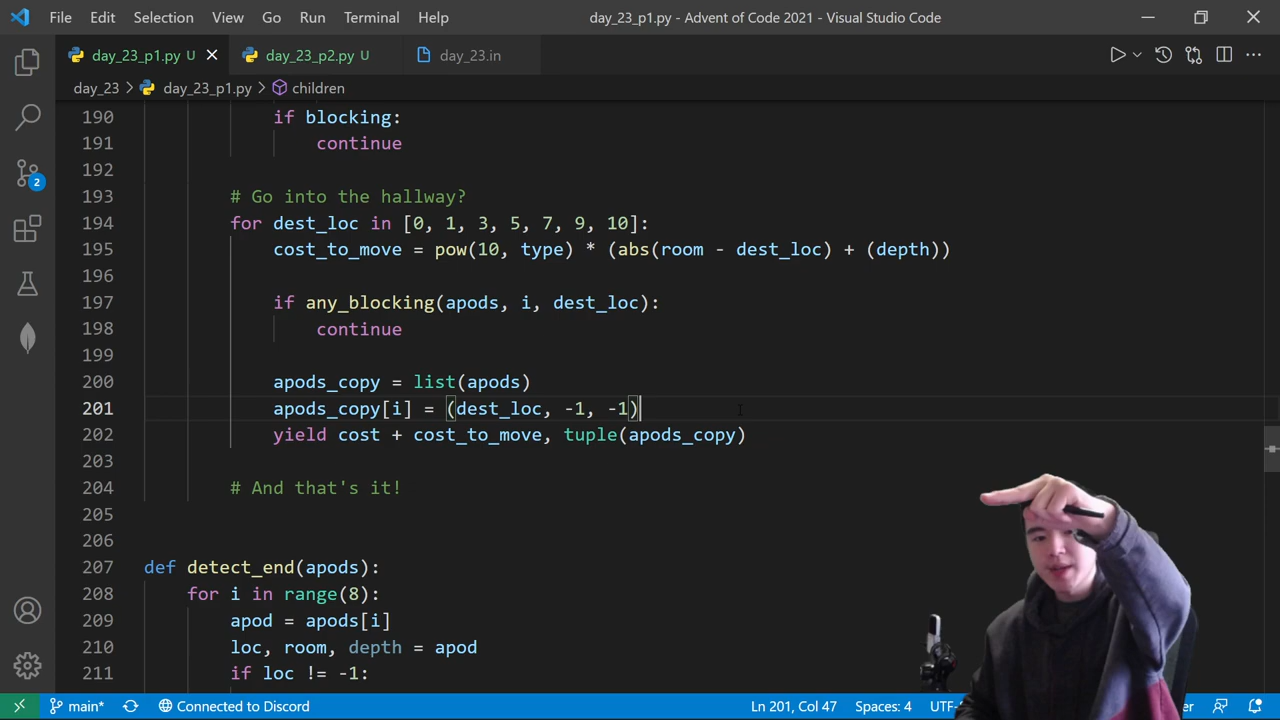 File Edit Selection View Go Run Terminal Help day_23_p1.py - Advent of Code 2021 - Visual Studio Code
day_23_p1.py U day_23_p2.py U day_23.in
day_23 > day_23_p1.py > children
190 if blocking:
191 continue
192
193 # Go into the hallway?
194 for dest_loc in [0, 1, 3, 5, 7, 9, 10]:
195 cost_to_move = pow(10, type) * (abs(room - dest_loc) + (depth))
196
197 if any_blocking(apods, i, dest_loc):
198 continue
199
200 apods_copy = list(apods)
201 apods_copy[i] = (dest_loc, -1, -1)
202 yield cost + cost_to_move, tuple(apods_copy)
203
204 # And that's it!
205
206
207 def detect_end(apods):
208 for i in range(8):
209 apod = apods[i]
210 loc, room, depth = apod
211 if loc != -1:
2
main* Connected to Discord Ln 201, Col 47 Spaces: 4